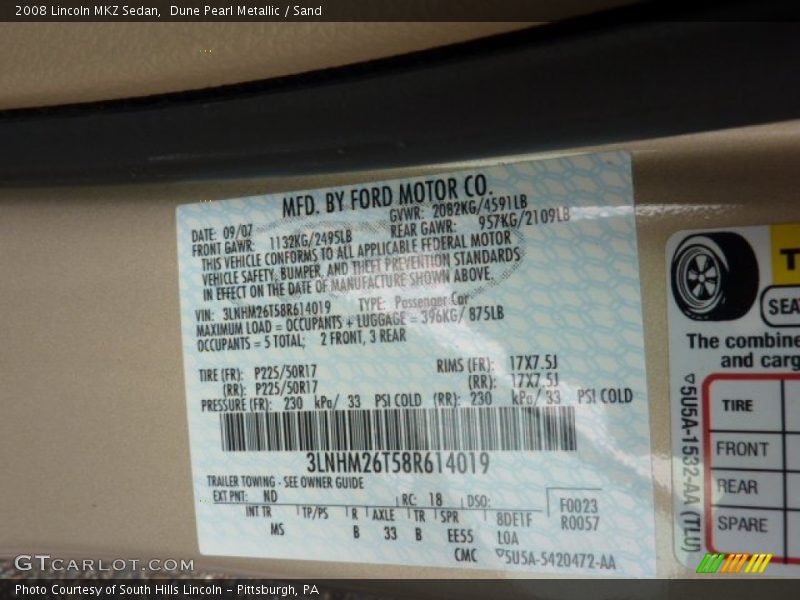 2008 Lincoln MKZ Sedan, Dune Pearl Metallic / Sand
MFD. BY FORD MOTOR CO.
DATE: 09/07 GVWR: 2082KG/4591LB
FRONT GAWR: 1132KG/2495LB REAR GAWR: 957KG/2109LB
THIS VEHICLE CONFORMS TO ALL APPLICABLE FEDERAL MOTOR
VEHICLE SAFETY, BUMPER, AND THEFT PREVENTION STANDARDS
IN EFFECT ON THE DATE OF MANUFACTURE SHOWN ABOVE.
VIN: 3LNHM26T58R614019 TYPE: Passenger Car
MAXIMUM LOAD = OCCUPANTS + LUGGAGE = 396KG/ 875LB
OCCUPANTS = 5 TOTAL; 2 FRONT, 3 REAR
TIRE (FR): P225/50R17 RIMS (FR): 17X7.5J
(RR): P225/50R17 (RR): 17X7.5J
PRESSURE (FR): 230 kPa/ 33 PSI COLD (RR): 230 kPa/ 33 PSI COLD
3LNHM26T58R614019
TRAILER TOWING - SEE OWNER GUIDE
EXT PNT: ND RC: 18 DSO: F0023
INT TR TP/PS R AXLE TR SPR 8DE1F R0057
MS B 33 B EE55 LOA
CMC 5U5A-5420472-AA
SEA
The combine
and carg
TIRE
FRONT
REAR
SPARE
5U5A-1532-AA (TLU)
GTCARLOT.COM
Photo Courtesy of South Hills Lincoln - Pittsburgh, PA